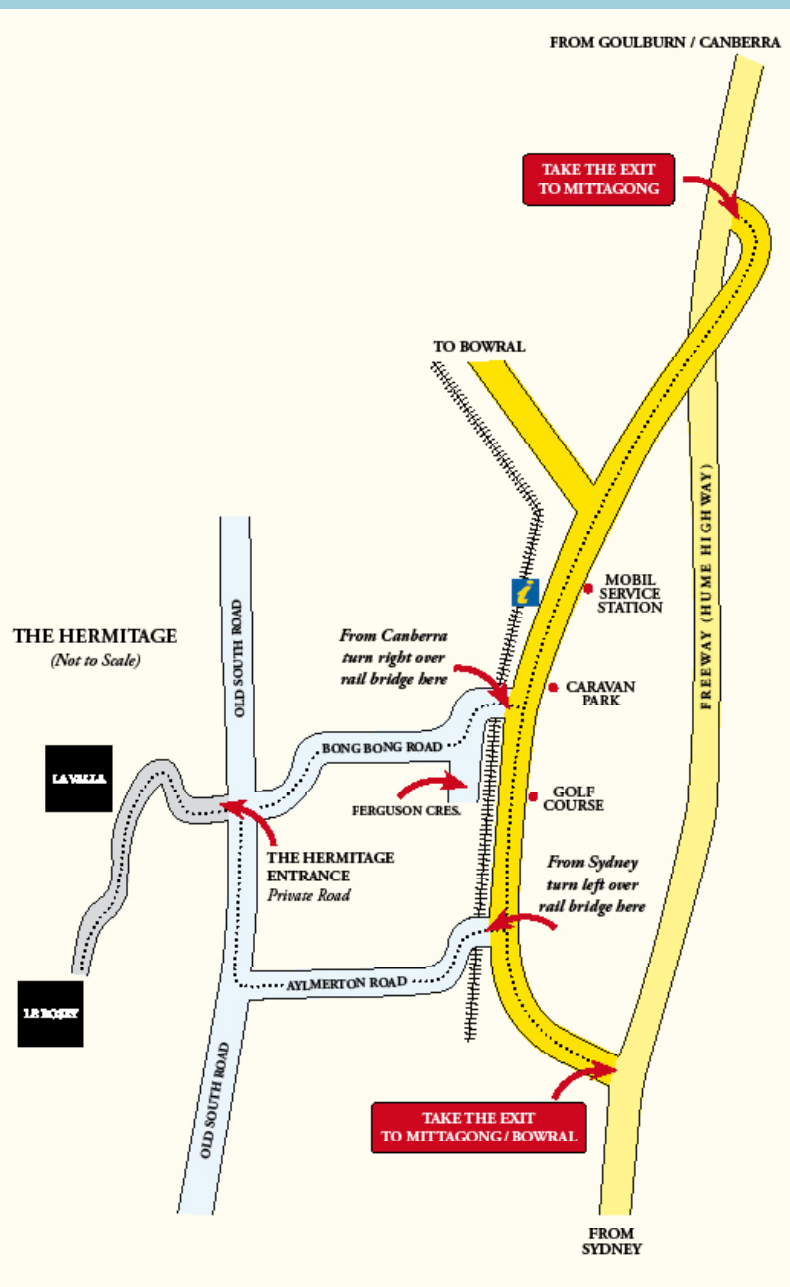 FROM GOULBURN / CANBERRA
TAKE THE EXIT
TO MITTAGONG
TO BOWRAL
FREEWAY (HUME HIGHWAY)
i
MOBIL
SERVICE
STATION
OLD SOUTH ROAD
THE HERMITAGE
(Not to Scale)
From Canberra
turn right over
rail bridge here
CARAVAN
PARK
BONG BONG ROAD
LA VALLA
FERGUSON CRES.
GOLF
COURSE
THE HERMITAGE
ENTRANCE
Private Road
From Sydney
turn left over
rail bridge here
AYLMERTON ROAD
OLD SOUTH ROAD
TAKE THE EXIT
TO MITTAGONG / BOWRAL
FROM
SYDNEY